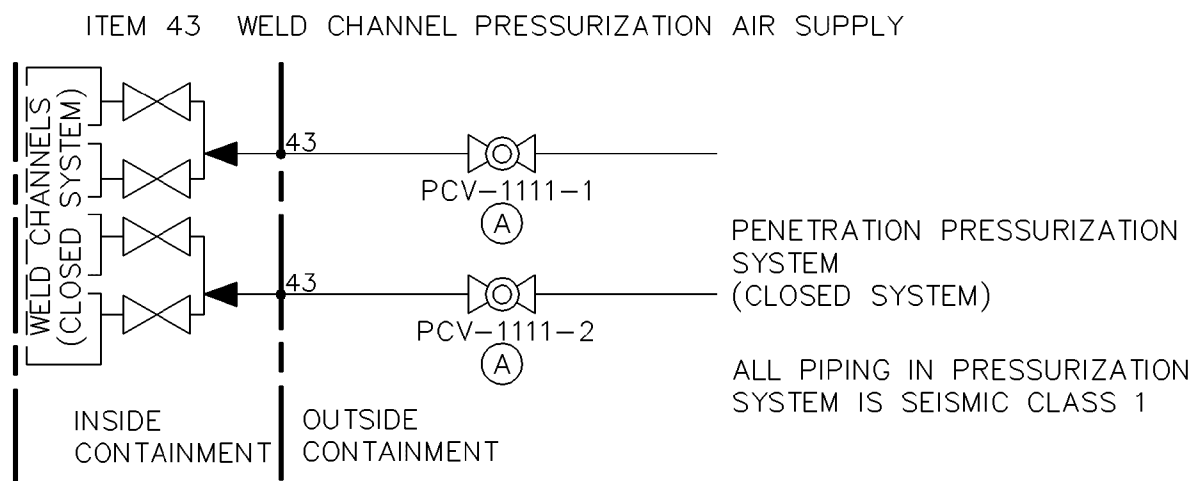 ITEM 43 WELD CHANNEL PRESSURIZATION AIR SUPPLY
WELD CHANNELS
(CLOSED SYSTEM)
43
PCV-1111-1
A
43
PCV-1111-2
A
PENETRATION PRESSURIZATION
SYSTEM
(CLOSED SYSTEM)
ALL PIPING IN PRESSURIZATION
SYSTEM IS SEISMIC CLASS 1
INSIDE
CONTAINMENT
OUTSIDE
CONTAINMENT